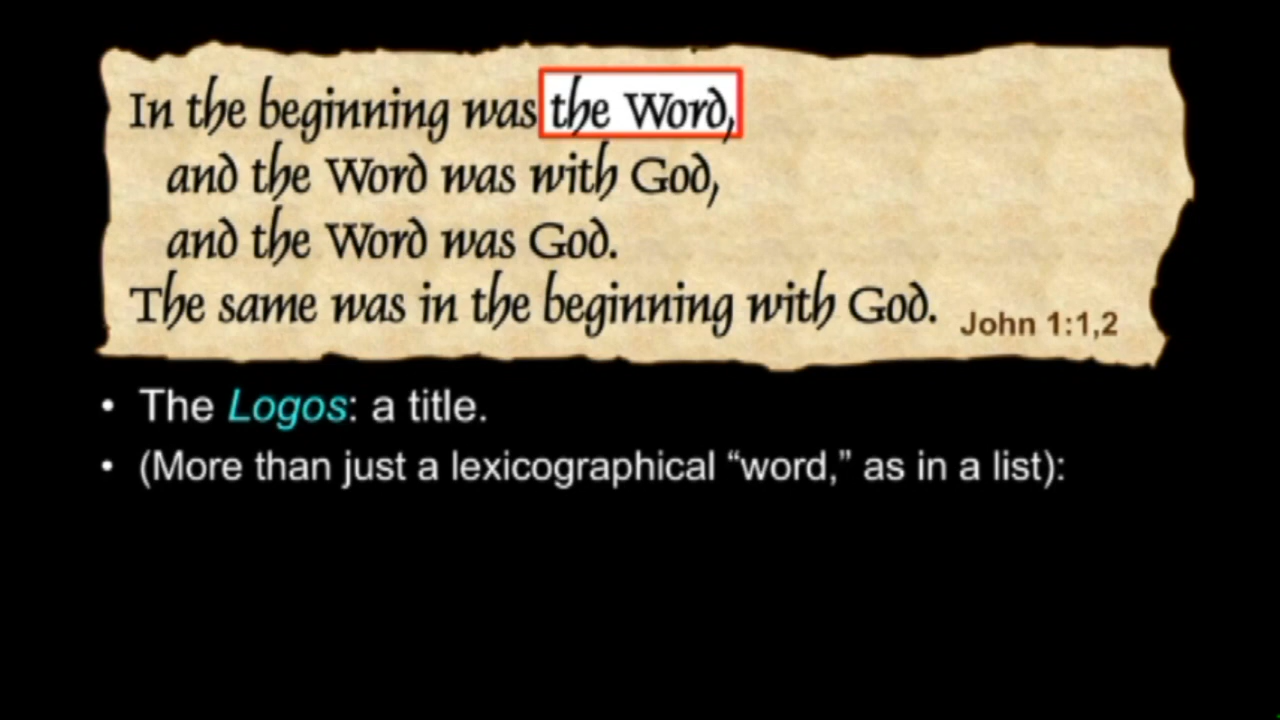 In the beginning was the Word,
and the Word was with God,
and the Word was God.
The same was in the beginning with God.
John 1:1,2
• The Logos: a title.
• (More than just a lexicographical “word,” as in a list):